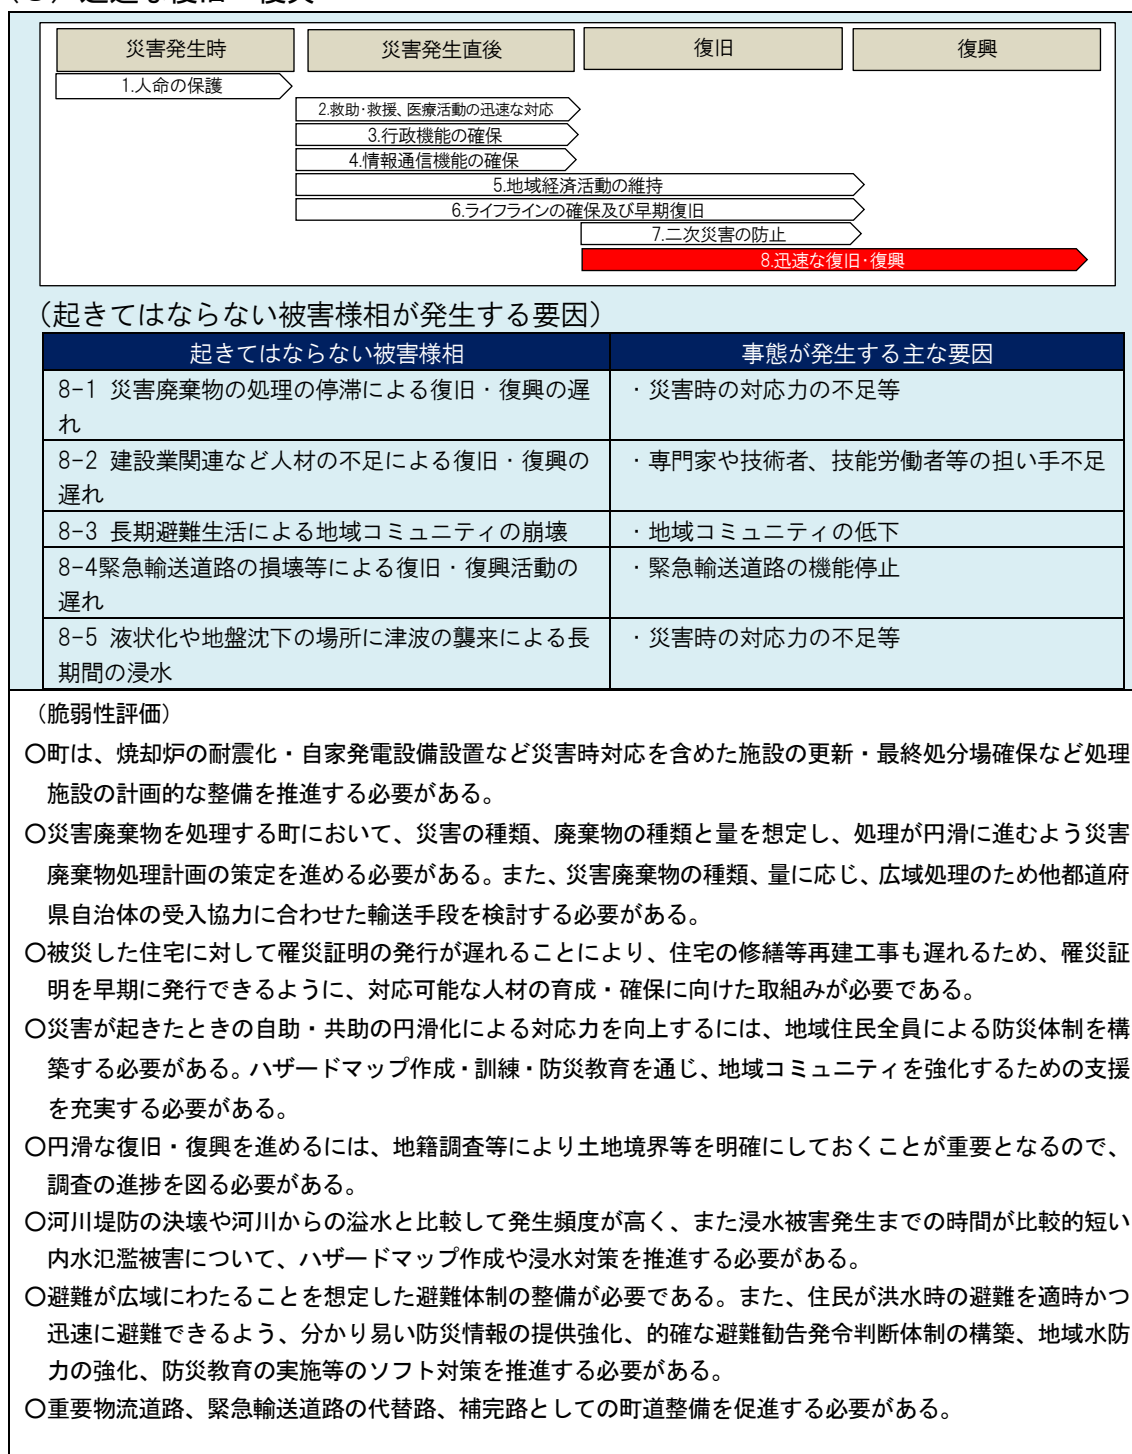 災害発生時 災害発生直後 復旧 復興
1.人命の保護
2.救助・救援、医療活動の迅速な対応
3.行政機能の確保
4.情報通信機能の確保
5.地域経済活動の維持
6.ライフラインの確保及び早期復旧
7.二次災害の防止
8.迅速な復旧・復興
(起きてはならない被害様相が発生する要因)
起きてはならない被害様相 事態が発生する主な要因
8-1 災害廃棄物の処理の停滞による復旧・復興の遅 ・災害時の対応力の不足等
れ
8-2 建設業関連など人材の不足による復旧・復興の ・専門家や技術者、技能労働者等の担い手不足
遅れ
8-3 長期避難生活による地域コミュニティの崩壊 ・地域コミュニティの低下
8-4緊急輸送道路の損壊等による復旧・復興活動の ・緊急輸送道路の機能停止
遅れ
8-5 液状化や地盤沈下の場所に津波の襲来による長 ・災害時の対応力の不足等
期間の浸水
(脆弱性評価)
〇町は、焼却炉の耐震化・自家発電設備設置など災害時対応を含めた施設の更新・最終処分場確保など処理
施設の計画的な整備を推進する必要がある。
〇災害廃棄物を処理する町において、災害の種類、廃棄物の種類と量を想定し、処理が円滑に進むよう災害
廃棄物処理計画の策定を進める必要がある。また、災害廃棄物の種類、量に応じ、広域処理のため他都道府
県自治体の受入協力に合わせた輸送手段を検討する必要がある。
〇被災した住宅に対して罹災証明の発行が遅れることにより、住宅の修繕等再建工事も遅れるため、罹災証
明を早期に発行できるように、対応可能な人材の育成・確保に向けた取組みが必要である。
〇災害が起きたときの自助・共助の円滑化による対応力を向上するには、地域住民全員による防災体制を構
築する必要がある。ハザードマップ作成・訓練・防災教育を通じ、地域コミュニティを強化するための支援
を充実する必要がある。
〇円滑な復旧・復興を進めるには、地籍調査等により土地境界等を明確にしておくことが重要となるので、
調査の進捗を図る必要がある。
〇河川堤防の決壊や河川からの溢水と比較して発生頻度が高く、また浸水被害発生までの時間が比較的短い
内水氾濫被害について、ハザードマップ作成や浸水対策を推進する必要がある。
〇避難が広域にわたることを想定した避難体制の整備が必要である。また、住民が洪水時の避難を適時かつ
迅速に避難できるよう、分かり易い防災情報の提供強化、的確な避難勧告発令判断体制の構築、地域水防
力の強化、防災教育の実施等のソフト対策を推進する必要がある。
〇重要物流道路、緊急輸送道路の代替路、補完路としての町道整備を促進する必要がある。